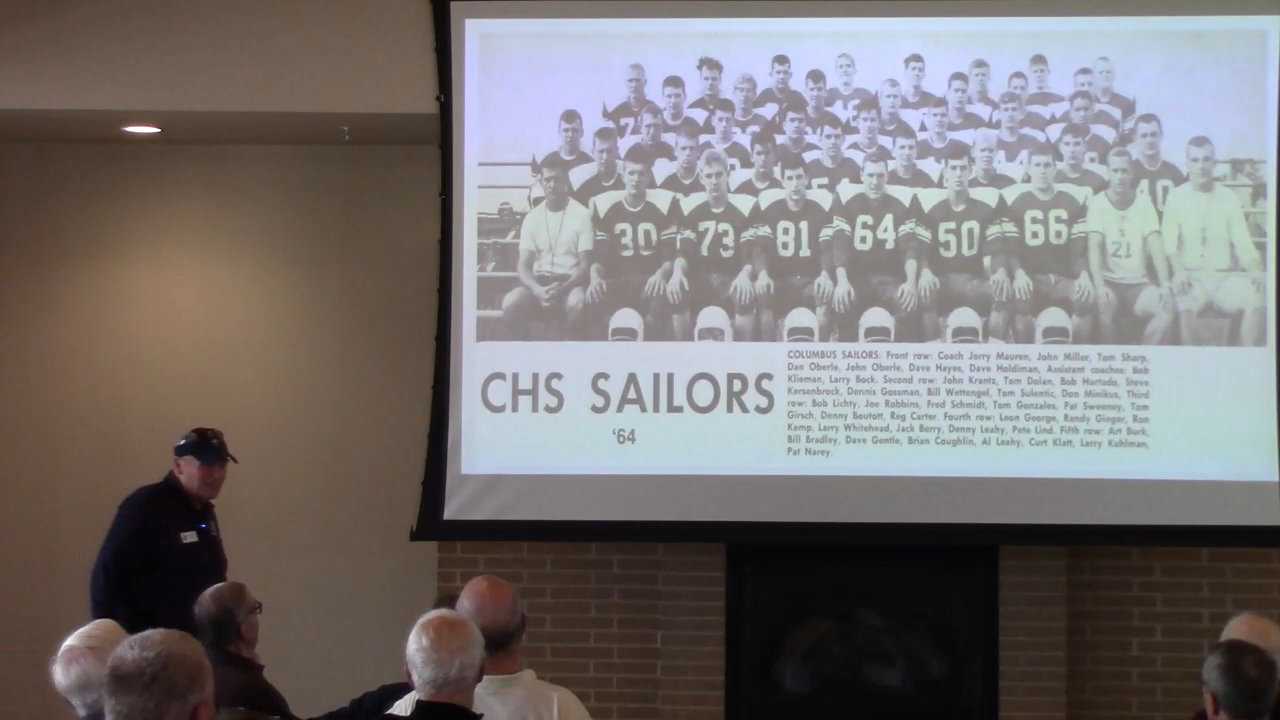 30 73 81 64 50 66 21 40
COLUMBUS SAILORS: Front row: Coach Jerry Mauren, John Miller, Tom Sharp,
Dan Oberle, John Oberle, Dave Hayes, Dave Holdiman, Assistant coaches, Bob
Klieman, Larry Bock. Second row: John Krantz, Tom Dolan, Bob Hurtado, Steve
Kersenbrock, Dennis Gossman, Bill Wettengel, Tom Sulentic, Don Minikus, Third
row: Bob Lichty, Joe Robbins, Fred Schmidt, Tom Gonzales, Pat Sweeney, Tom
Girsch, Denny Boutott, Reg Carter. Fourth row: Leon George, Randy Gieger, Ron
Kemp, Larry Whitehead, Jack Berry, Denny Leahy, Pete Lind. Fifth row: Art Burk,
Bill Bradley, Dave Gentle, Brian Coughlin, Al Leahy, Curt Klatt, Larry Kuhlman,
Pat Narey.
CHS SAILORS
'64